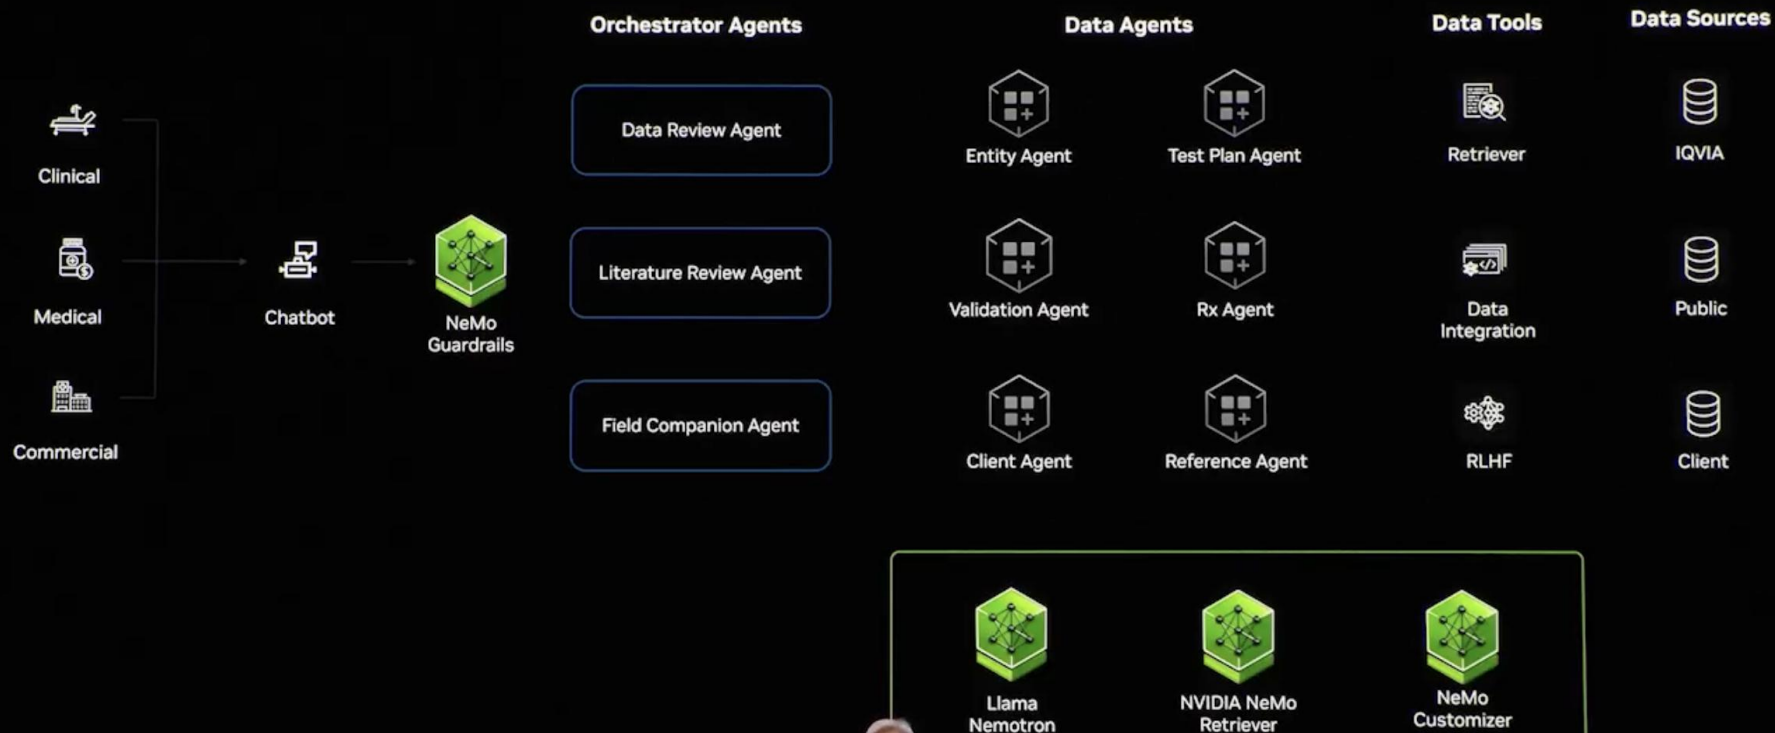 Orchestrator Agents
Data Agents
Data Tools
Data Sources
Clinical
Medical
Commercial
Chatbot
NeMo
Guardrails
Data Review Agent
Literature Review Agent
Field Companion Agent
Entity Agent
Test Plan Agent
Validation Agent
Rx Agent
Client Agent
Reference Agent
Retriever
Data
Integration
RLHF
IQVIA
Public
Client
Llama
Nemotron
NVIDIA NeMo
Retriever
NeMo
Customizer